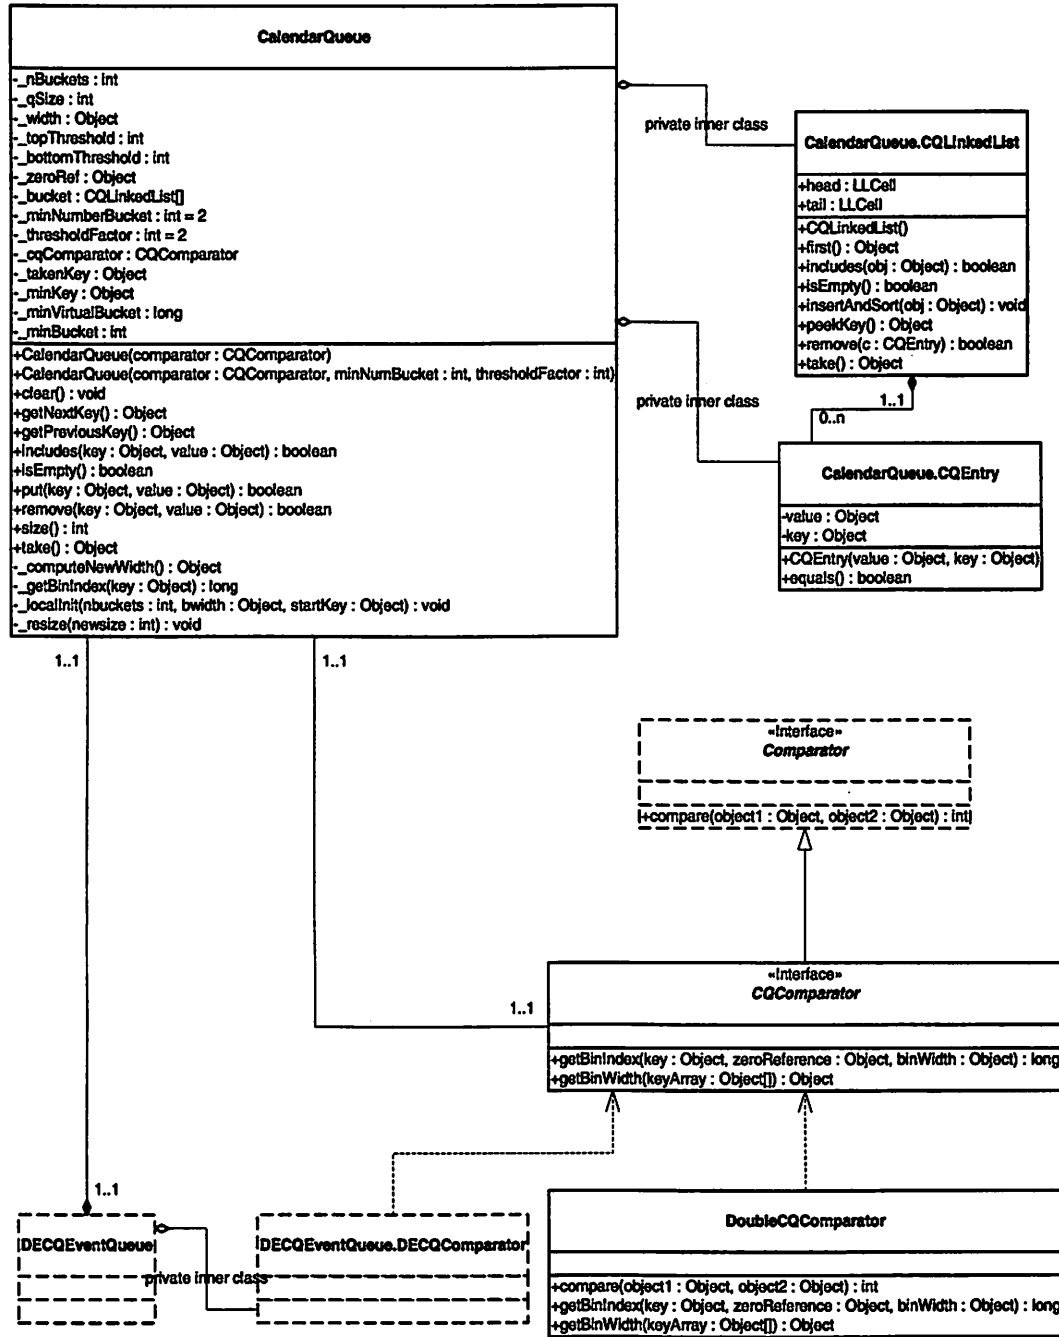 CalendarQueue
-_nBuckets : int
-_qSize : int
-_width : Object
-_topThreshold : int
-_bottomThreshold : int
-_zeroRef : Object
-_bucket : CQLinkedList[]
-_minNumberBucket : int = 2
-_thresholdFactor : int = 2
-_cqComparator : CQComparator
-_takenKey : Object
-_minKey : Object
-_minVirtualBucket : long
-_minBucket : int
+CalendarQueue(comparator : CQComparator)
+CalendarQueue(comparator : CQComparator, minNumBucket : int, thresholdFactor : int)
+clear() : void
+getNextKey() : Object
+getPreviousKey() : Object
+includes(key : Object, value : Object) : boolean
+isEmpty() : boolean
+put(key : Object, value : Object) : boolean
+remove(key : Object, value : Object) : boolean
+size() : int
+take() : Object
-_computeNewWidth() : Object
-_getBinIndex(key : Object) : long
-_localInit(nbuckets : int, bwidth : Object, startKey : Object) : void
-_resize(newsize : int) : void
private inner class
CalendarQueue.CQLinkedList
+head : LLCell
+tail : LLCell
+CQLinkedList()
+first() : Object
+includes(obj : Object) : boolean
+isEmpty() : boolean
+insertAndSort(obj : Object) : void
+peekKey() : Object
+remove(c : CQEntry) : boolean
+take() : Object
private inner class
1..1
0..n
CalendarQueue.CQEntry
-value : Object
-key : Object
+CQEntry(value : Object, key : Object)
+equals() : boolean
1..1
1..1
«Interface»
Comparator
+compare(object1 : Object, object2 : Object) : int
1..1
«Interface»
CQComparator
+getBinIndex(key : Object, zeroReference : Object, binWidth : Object) : long
+getBinWidth(keyArray : Object[]) : Object
1..1
DECQEventQueue
private inner class
DECQEventQueue.DECQComparator
DoubleCQComparator
+compare(object1 : Object, object2 : Object) : int
+getBinIndex(key : Object, zeroReference : Object, binWidth : Object) : long
+getBinWidth(keyArray : Object[]) : Object